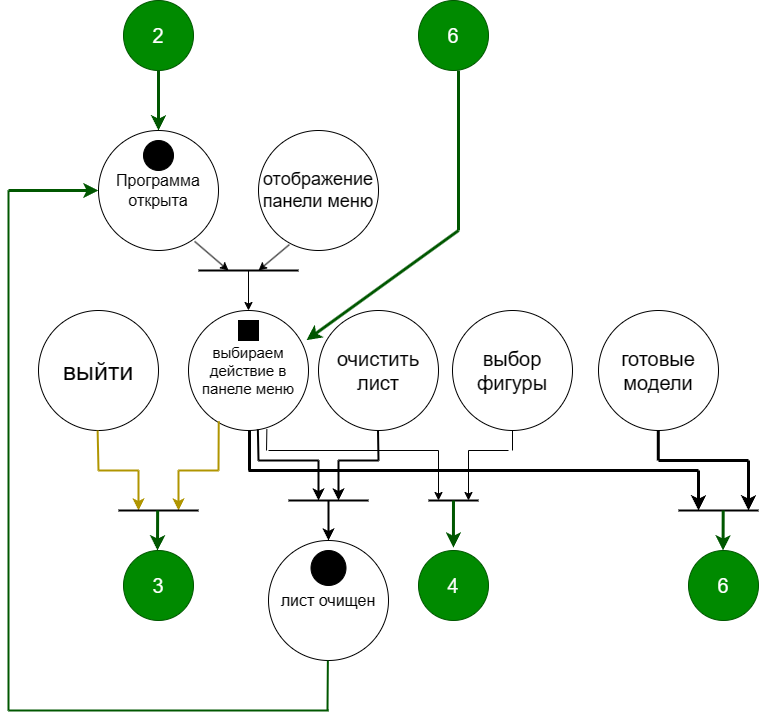 2
6
Программа
открыта
отображение
панели меню
выйти
выбираем
действие в
панеле меню
очистить
лист
выбор
фигуры
готовые
модели
3
лист очищен
4
6